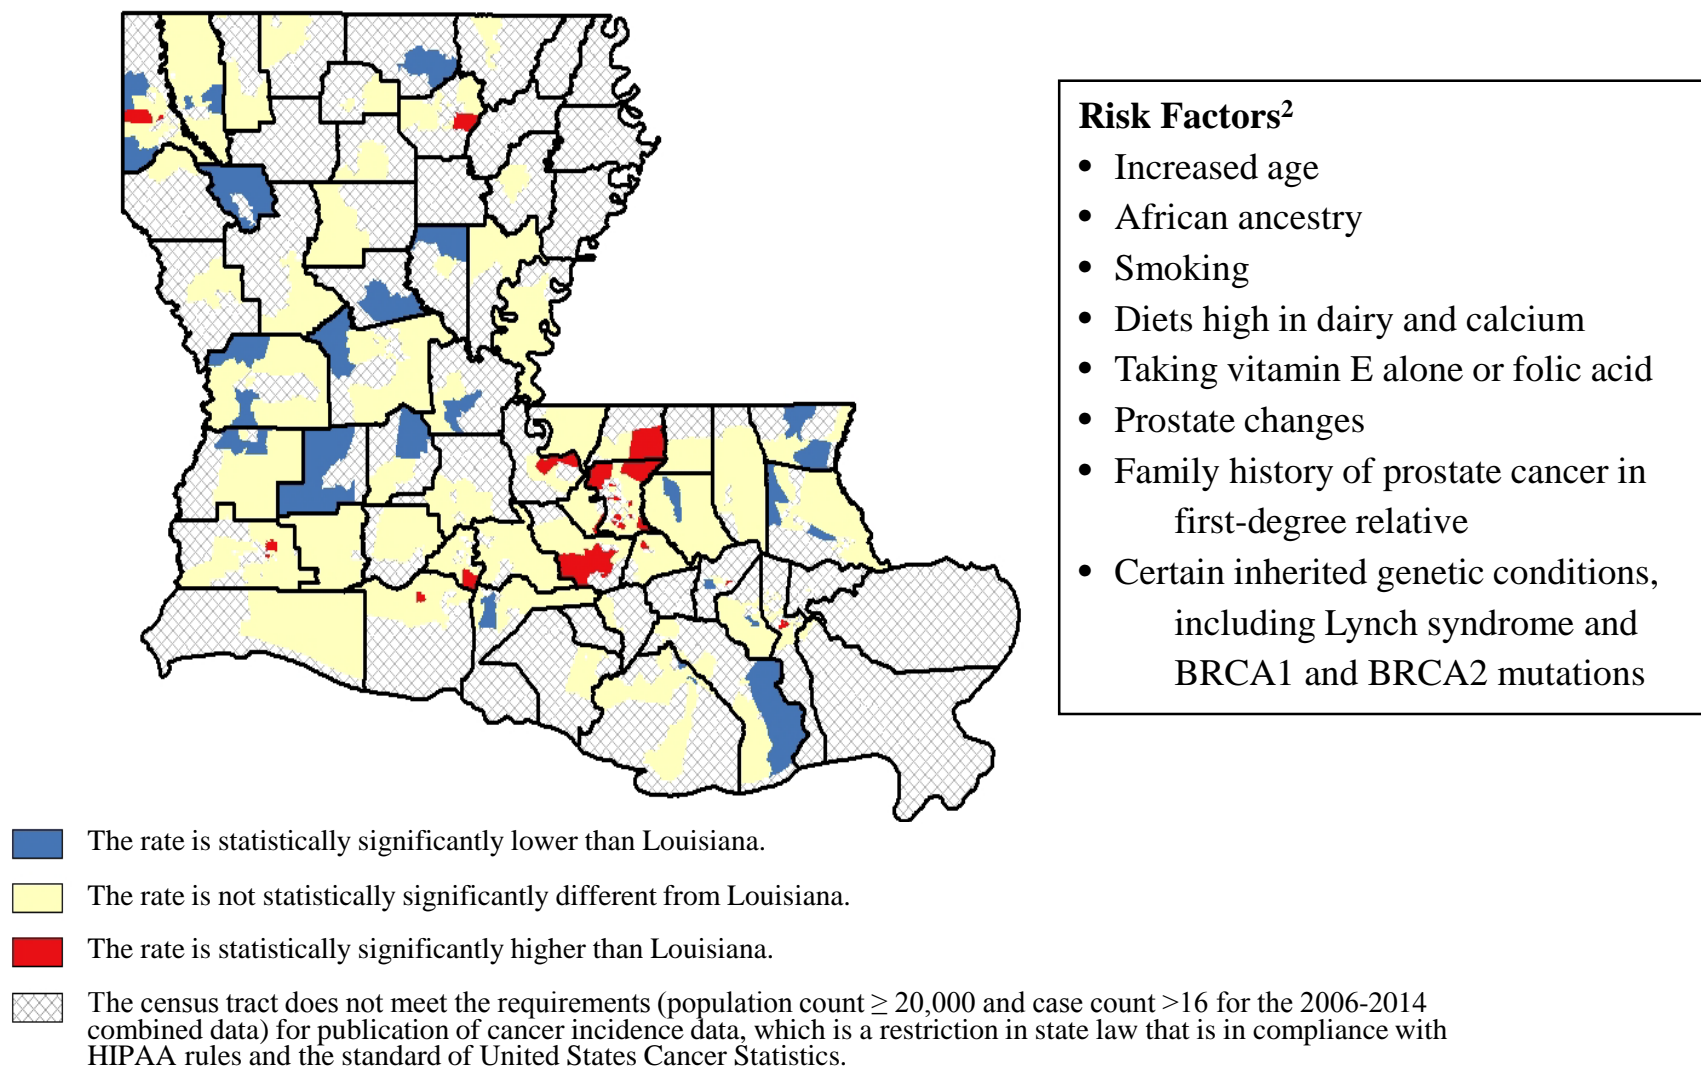 Risk Factors²
• Increased age
• African ancestry
• Smoking
• Diets high in dairy and calcium
• Taking vitamin E alone or folic acid
• Prostate changes
• Family history of prostate cancer in
first-degree relative
• Certain inherited genetic conditions,
including Lynch syndrome and
BRCA1 and BRCA2 mutations
The rate is statistically significantly lower than Louisiana.
The rate is not statistically significantly different from Louisiana.
The rate is statistically significantly higher than Louisiana.
The census tract does not meet the requirements (population count ≥ 20,000 and case count >16 for the 2006-2014
combined data) for publication of cancer incidence data, which is a restriction in state law that is in compliance with
HIPAA rules and the standard of United States Cancer Statistics.